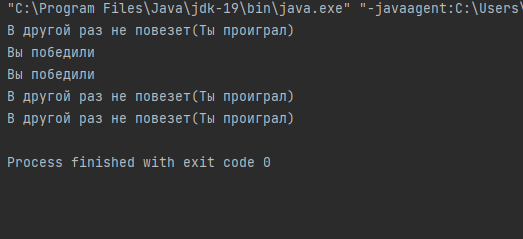 "C:\Program Files\Java\jdk-19\bin\java.exe" "-javaagent:C:\Users\
В другой раз не повезет(Ты проиграл)
Вы победили
Вы победили
В другой раз не повезет(Ты проиграл)
В другой раз не повезет(Ты проиграл)
Process finished with exit code 0